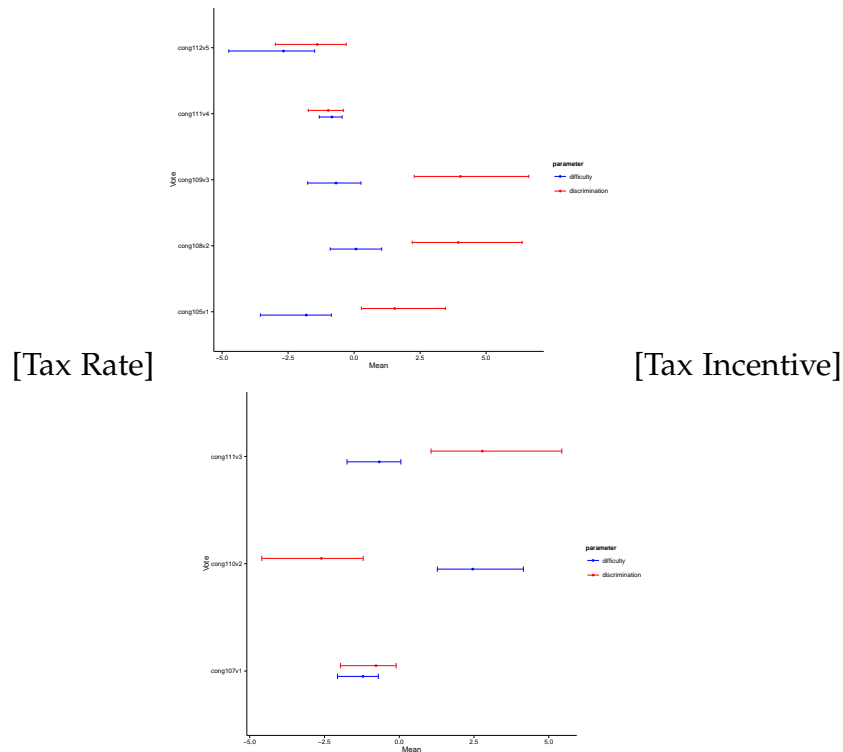 cong112v5
cong111v4
cong109v3
cong108v2
cong105v1
Vote
−5.0 −2.5 0.0 2.5 5.0
Mean
parameter
difficulty
discrimination
[Tax Rate]
[Tax Incentive]
cong111v3
cong110v2
cong107v1
Vote
−5.0 −2.5 0.0 2.5 5.0
Mean
parameter
difficulty
discrimination